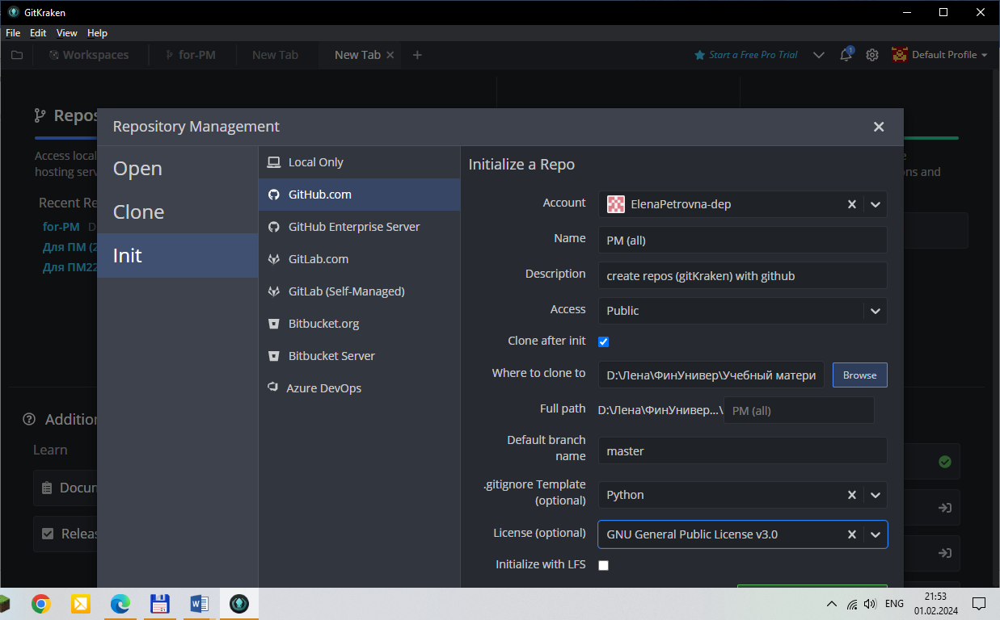 GitKraken
File Edit View Help
Workspaces for-PM New Tab New Tab Start a Free Pro Trial 1 Default Profile
Repos
Access local
hosting serv
ns and
Recent Re
for-PM D
Для ПМ (2
Для ПМ22
Addition
Learn
Docum
Releas
Repository Management
Open
Clone
Init
Local Only
GitHub.com
GitHub Enterprise Server
GitLab.com
GitLab (Self-Managed)
Bitbucket.org
Bitbucket Server
Azure DevOps
Initialize a Repo
Account ElenaPetrovna-dep
Name PM (all)
Description create repos (gitKraken) with github
Access Public
Clone after init
Where to clone to D:\Лена\ФинУнивер\Учебный матери Browse
Full path D:\Лена\ФинУнивер...\ PM (all)
Default branch
name master
.gitignore Template
(optional) Python
License (optional) GNU General Public License v3.0
Initialize with LFS
ENG 21:53
01.02.2024